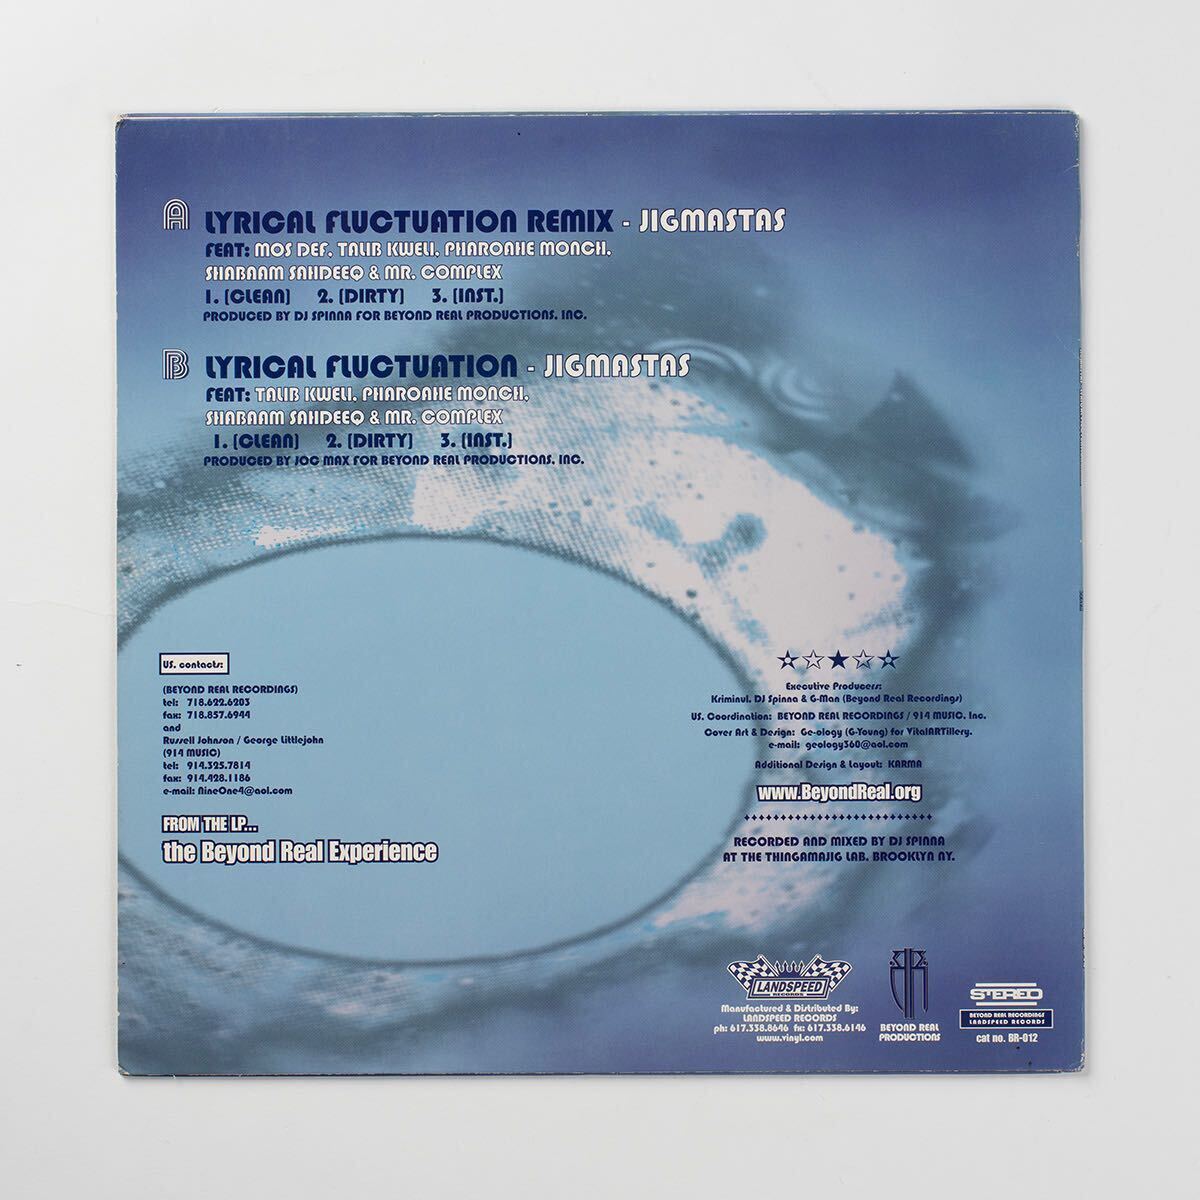 A
LYRICAL FLUCTUATION REMIX - JIGMASTAS
FEAT: MOS DEF, TALIB KWELI, PHAROAHE MONCH,
SHABAAM SAHDEEQ & MR. COMPLEX
1. (CLEAN) 2. (DIRTY) 3. (INST.)
PRODUCED BY DJ SPINNA FOR BEYOND REAL PRODUCTIONS, INC.
B
LYRICAL FLUCTUATION - JIGMASTAS
FEAT: TALIB KWELI, PHAROAHE MONCH,
SHABAAM SAHDEEQ & MR. COMPLEX
1. (CLEAN) 2. (DIRTY) 3. (INST.)
PRODUCED BY JOC MAX FOR BEYOND REAL PRODUCTIONS, INC.
US. contacts:
(BEYOND REAL RECORDINGS)
tel: 718.622.6203
fax: 718.857.6944
and
Russell Johnson / George Littlejohn
(914 MUSIC)
tel: 914.325.7814
fax: 914.428.1186
e-mail: NineOne4@aol.com
FROM THE LP...
the Beyond Real Experience
Executive Producers:
Kriminul, DJ Spinna & G-Man (Beyond Real Recordings)
US. Coordination: BEYOND REAL RECORDINGS / 914 MUSIC, Inc.
Cover Art & Design: Ge-ology (G-Young) for VitalARTillery.
e-mail: geology360@aol.com
Additional Design & Layout: KARMA
www.BeyondReal.org
RECORDED AND MIXED BY DJ SPINNA
AT THE THINGAMAJIG LAB, BROOKLYN NY.
LANDSPEED
RECORDS
Manufactured & Distributed By:
LANDSPEED RECORDS
ph: 617.338.8646 fx: 617.338.6146
www.vinyl.com
BEYOND REAL
PRODUCTIONS
STEREO
BEYOND REAL RECORDINGS
LANDSPEED RECORDS
cat no. BR-012